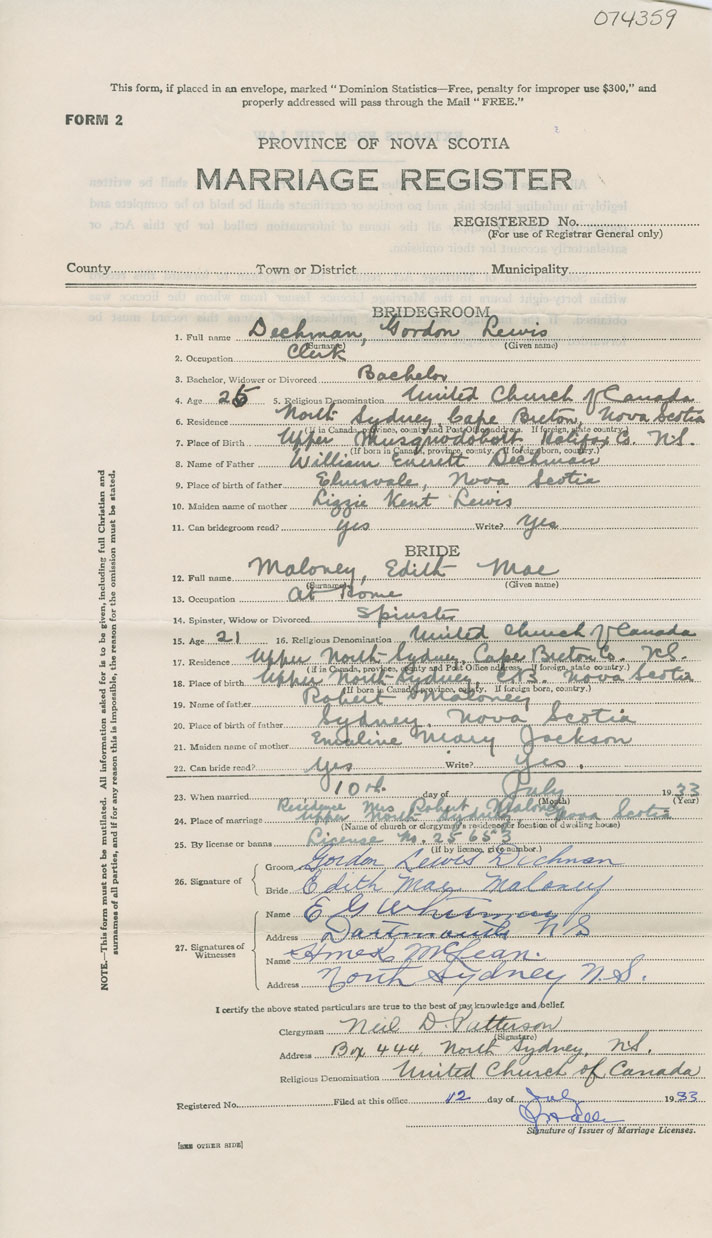 074359
This form, if placed in an envelope, marked "Dominion Statistics—Free, penalty for improper use $300," and
properly addressed will pass through the Mail "FREE."
FORM 2
PROVINCE OF NOVA SCOTIA
MARRIAGE REGISTER
REGISTERED No.
(For use of Registrar General only)
County Town or District Municipality
BRIDEGROOM
1. Full name Dechman, Gordon Lewis
(Surname) (Given name)
2. Occupation Clerk
3. Bachelor, Widower or Divorced Bachelor
4. Age 25 5. Religious Denomination United Church of Canada
6. Residence North Sydney, Cape Breton, Nova Scotia
(If in Canada, province, county and Post Office address. If foreign, state country.)
7. Place of Birth Upper Musquodoboit Halifax Co. N.S.
(If born in Canada, province, county. If foreign born, country.)
8. Name of Father William Everett Dechman
9. Place of birth of father Elmsvale, Nova Scotia
10. Maiden name of mother Lizzie Kent Lewis
11. Can bridegroom read? Yes Write? Yes
BRIDE
12. Full name Maloney, Edith Mae
(Surname) (Given name)
13. Occupation At Home
14. Spinster, Widow or Divorced Spinster
15. Age 21 16. Religious Denomination United Church of Canada
17. Residence Upper North Sydney, Cape Breton Co. N.S.
(If in Canada, province, county and Post Office address. If foreign, state country.)
18. Place of birth Upper North Sydney, C.B. Nova Scotia
(If born in Canada, province, county. If foreign born, country.)
19. Name of father Robert Maloney
20. Place of birth of father Sydney, Nova Scotia
21. Maiden name of mother Emaline Mary Jackson
22. Can bride read? Yes Write? Yes.
23. When married 10th. day of July 1933
(Month) (Year)
24. Place of marriage Residence Mrs Robert Maloney
Upper North Sydney Nova Scotia
(Name of church or clergyman's residence or location of dwelling house)
25. By license or banns License No. 25653
(If by licence, give number.)
26. Signature of
Groom Gordon Lewis Dechman
Bride Edith Mae Maloney
27. Signatures of Witnesses
Name E G Whitman
Address Dartmouth N S
Name McLean.
Address North Sydney N.S.
I certify the above stated particulars are true to the best of my knowledge and belief.
Clergyman Neil D. Patterson
(Signature)
Address Box 444, North Sydney, N.S.
Religious Denomination United Church of Canada
Registered No. Filed at this office 12 day of July 1933
Signature of Issuer of Marriage Licenses.
[SEE OTHER SIDE]
NOTE.—This form must not be mutilated. All information asked for is to be given, including full Christian and
surnames of all parties, and if for any reason this is impossible, the reason for the omission must be stated.